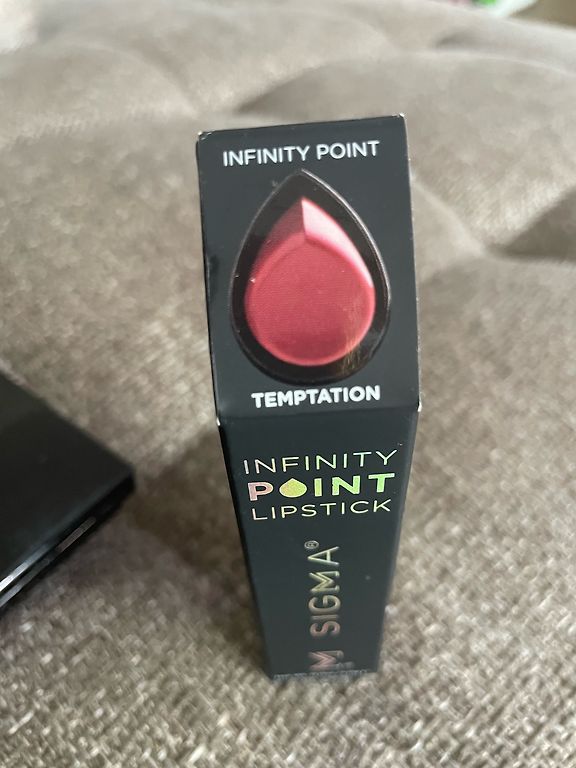 INFINITY POINT
TEMPTATION
INFINITY
POINT
LIPSTICK
SIGMA®